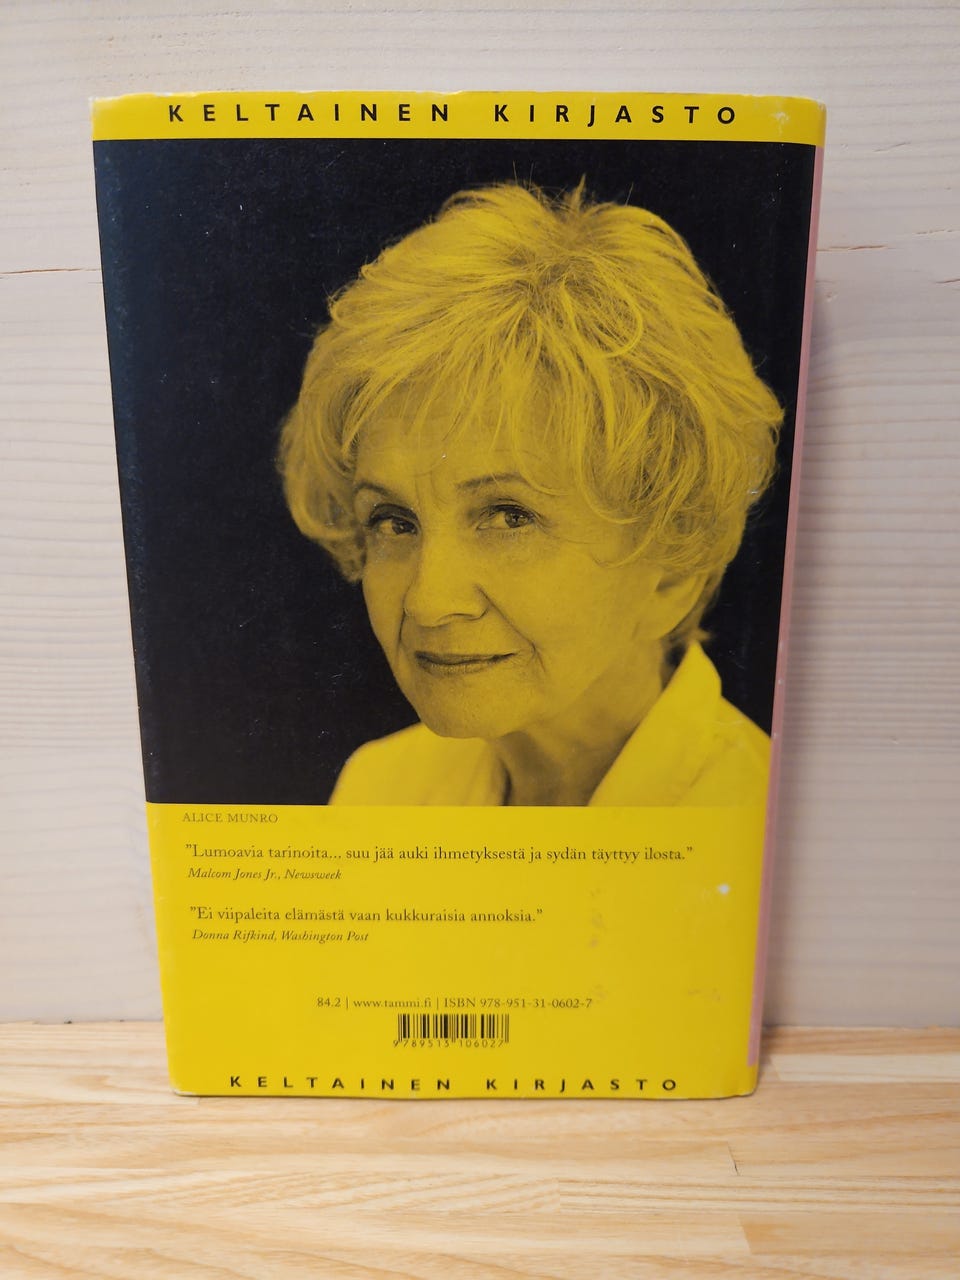 KELTAINEN KIRJASTO
ALICE MUNRO
”Lumoavia tarinoita... suu jää auki ihmetyksestä ja sydän täyttyy ilosta.”
Malcom Jones Jr., Newsweek
”Ei viipaleita elämästä vaan kukkuraisia annoksia.”
Donna Rifkind, Washington Post
84.2 | www.tammi.fi | ISBN 978-951-31-0602-7
9789513106027
KELTAINEN KIRJASTO